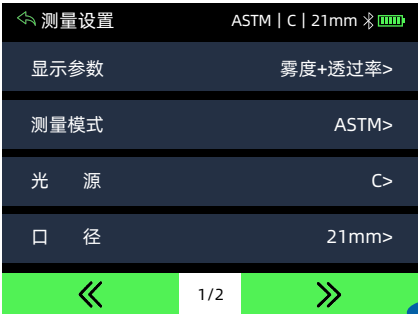 测量设置 ASTM | C | 21mm
显示参数 雾度+透过率>
测量模式 ASTM>
光 源 C>
口 径 21mm>
1/2